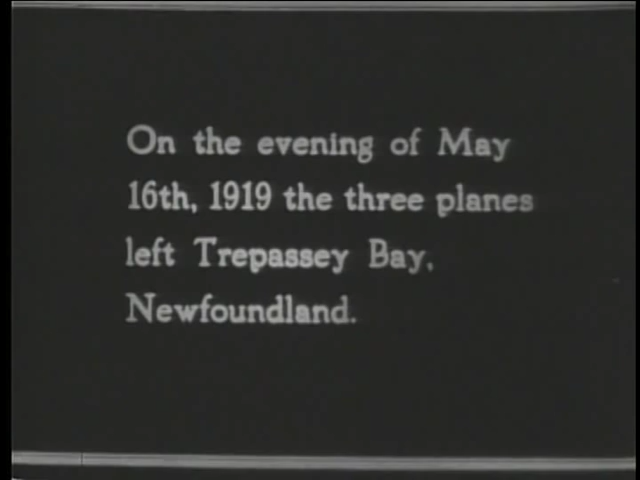 On the evening of May
16th, 1919 the three planes
left Trepassey Bay,
Newfoundland.